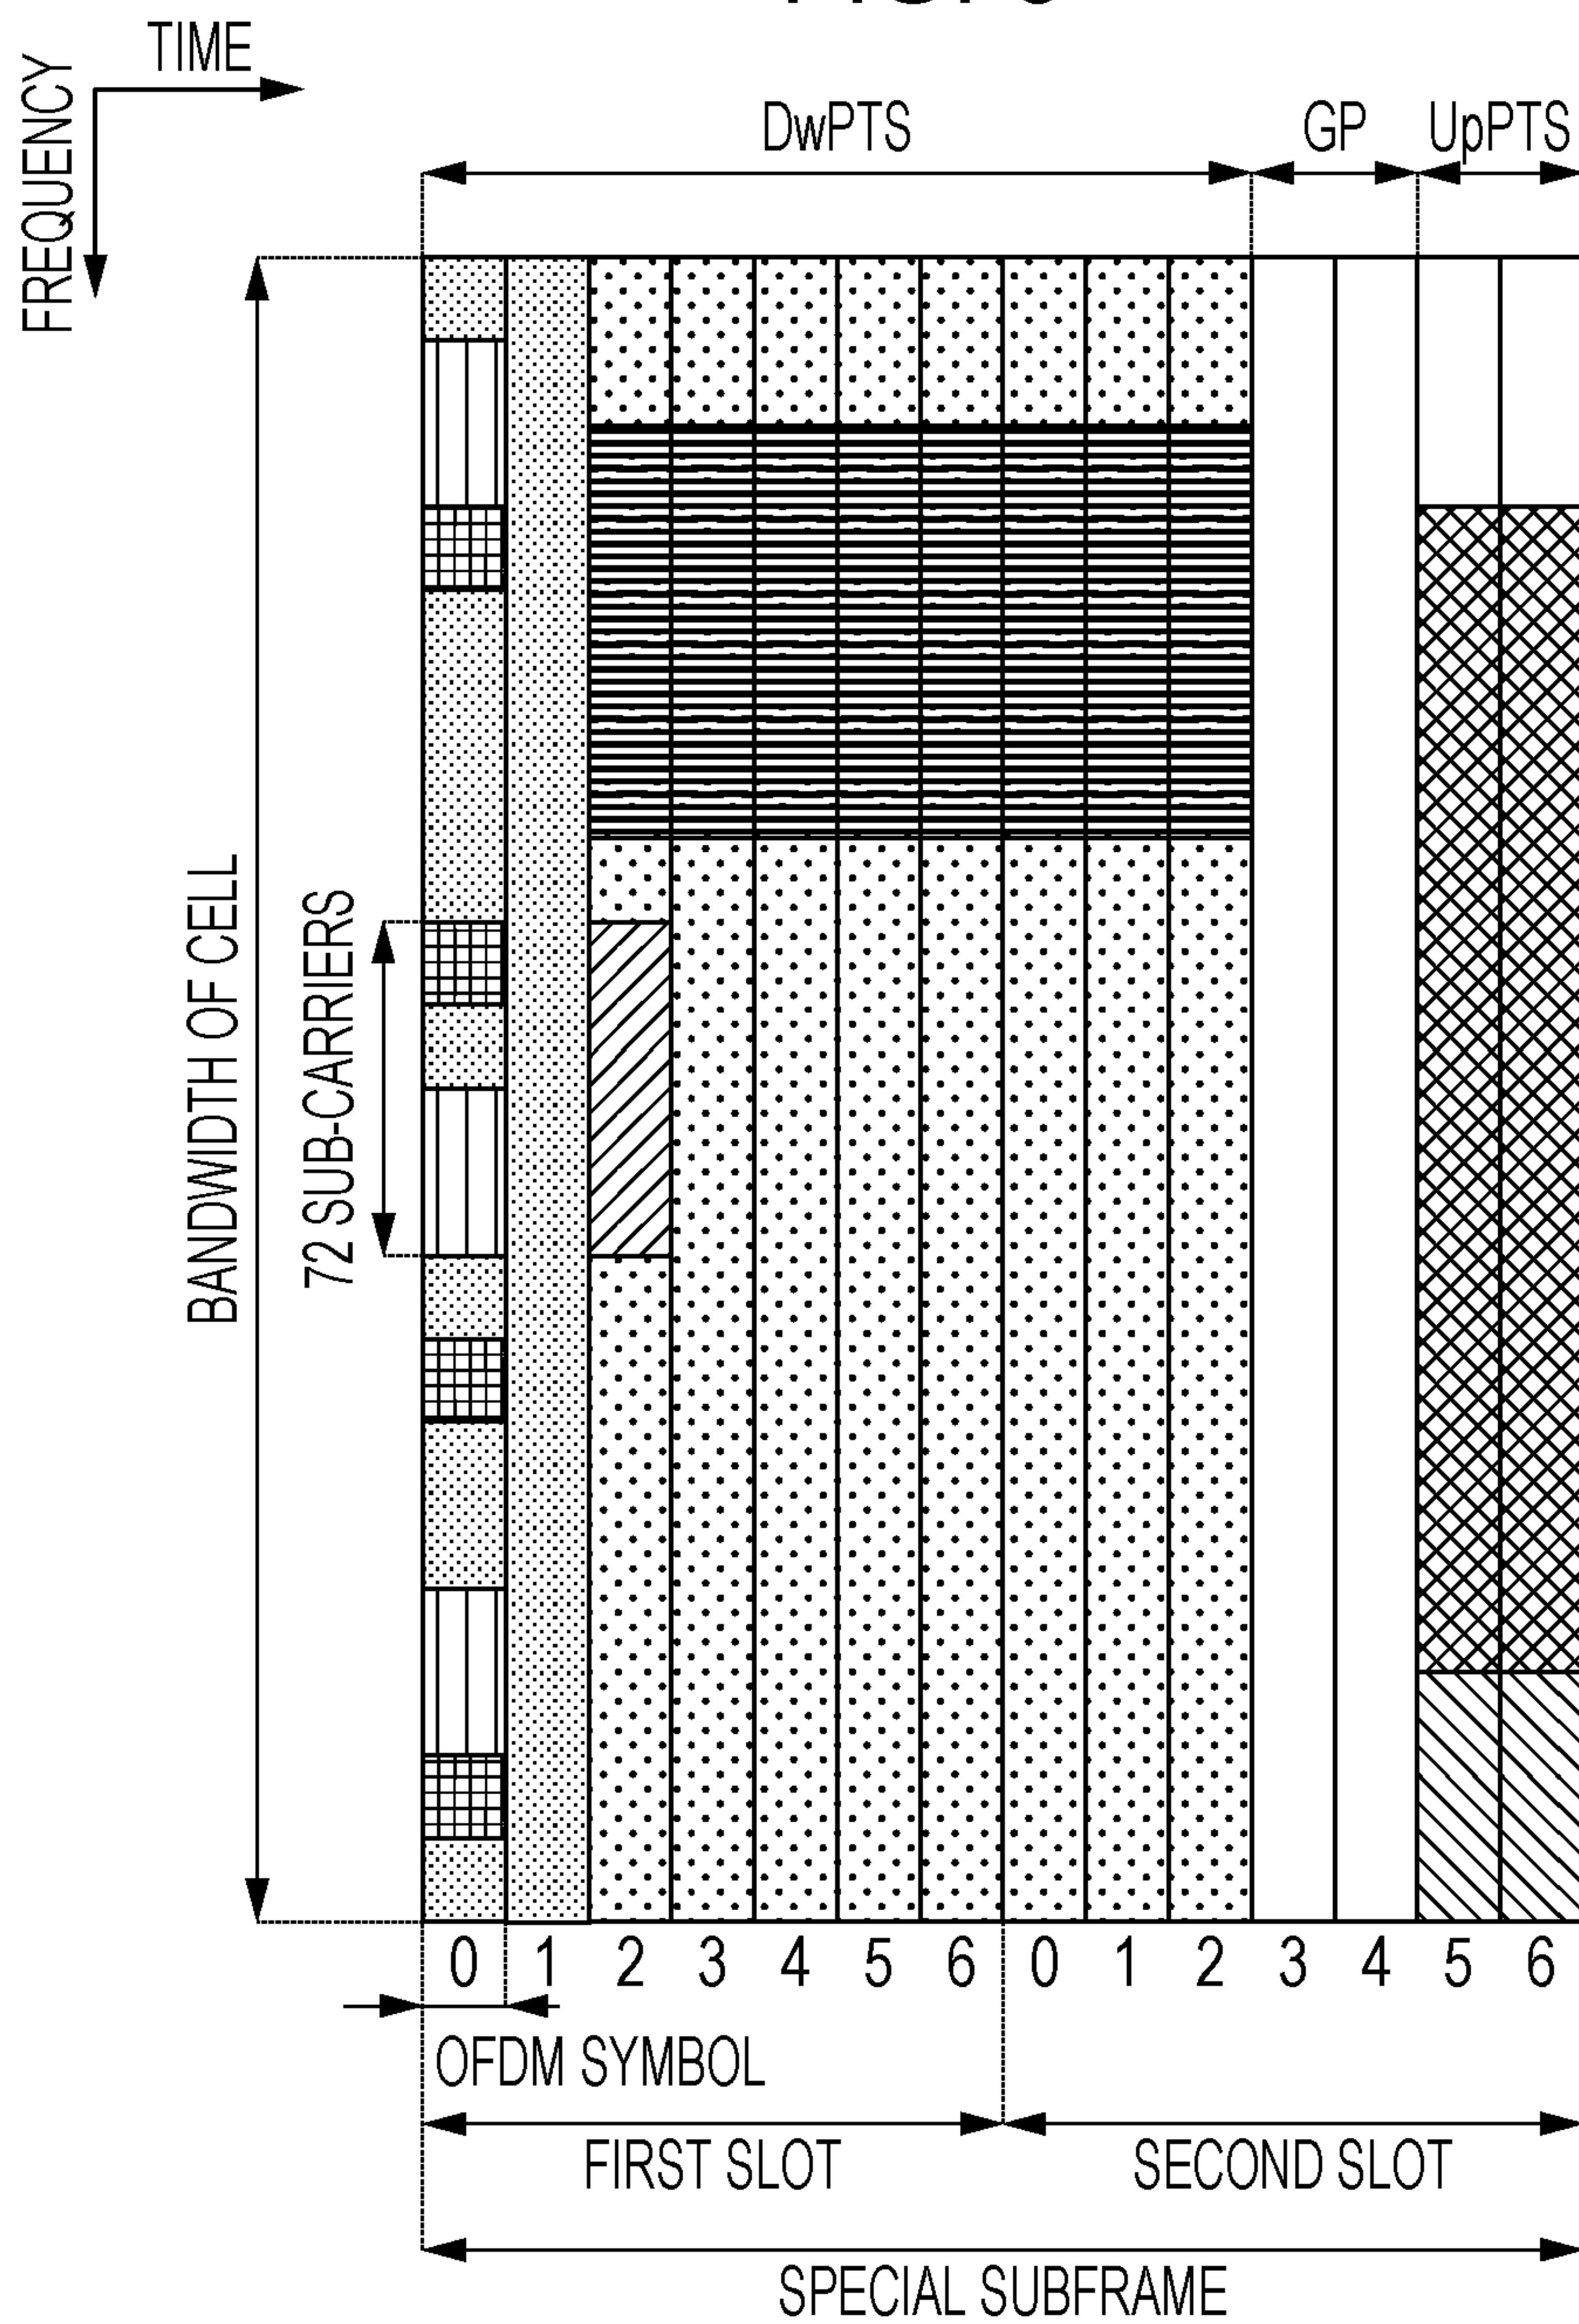 TIME
FREQUENCY
DwPTS
GP
UpPTS
BANDWIDTH OF CELL
72 SUB-CARRIERS
0 1 2 3 4 5 6 0 1 2 3 4 5 6
OFDM SYMBOL
FIRST SLOT
SECOND SLOT
SPECIAL SUBFRAME